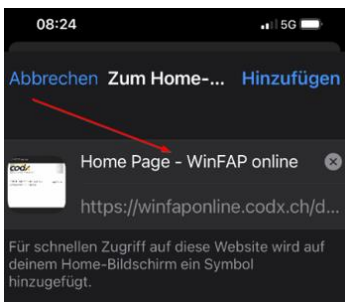 08:24 5G
Abbrechen Zum Home-... Hinzufügen
codx
Home Page - WinFAP online
https://winfaponline.codx.ch/d...
Für schnellen Zugriff auf diese Website wird auf
deinem Home-Bildschirm ein Symbol
hinzugefügt.